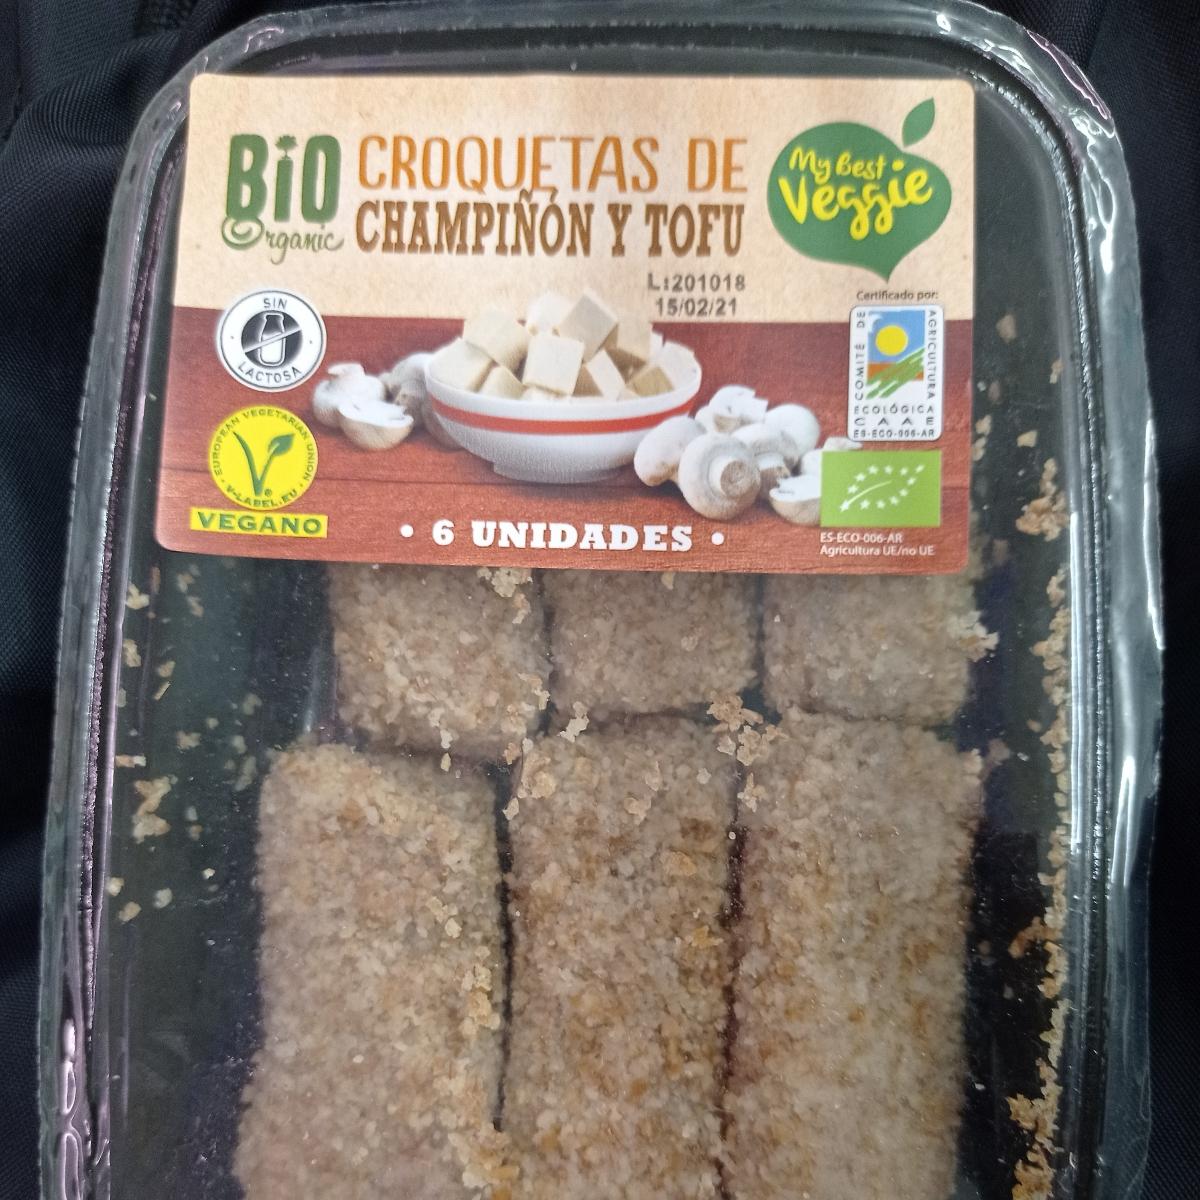 BiO
Organic
CROQUETAS DE
CHAMPIÑÓN Y TOFU
My Best
Veggie
L:201018
15/02/21
SIN
LACTOSA
Certificado por:
COMITÉ DE
AGRICULTURA
ECOLÓGICA
CAAE
ES-ECO-006-AR
EUROPEAN VEGETARIAN UNION
V-LABEL.EU
VEGANO
• 6 UNIDADES •
ES-ECO-006-AR
Agricultura UE/no UE